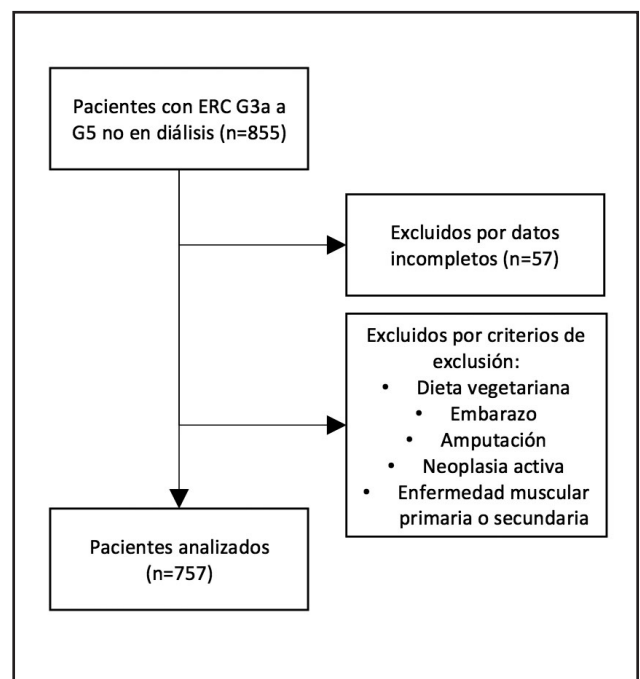 Pacientes con ERC G3a a
G5 no en diálisis (n=855)
Excluidos por datos
incompletos (n=57)
Excluidos por criterios de
exclusión:
• Dieta vegetariana
• Embarazo
• Amputación
• Neoplasia activa
• Enfermedad muscular
primaria o secundaria
Pacientes analizados
(n=757)